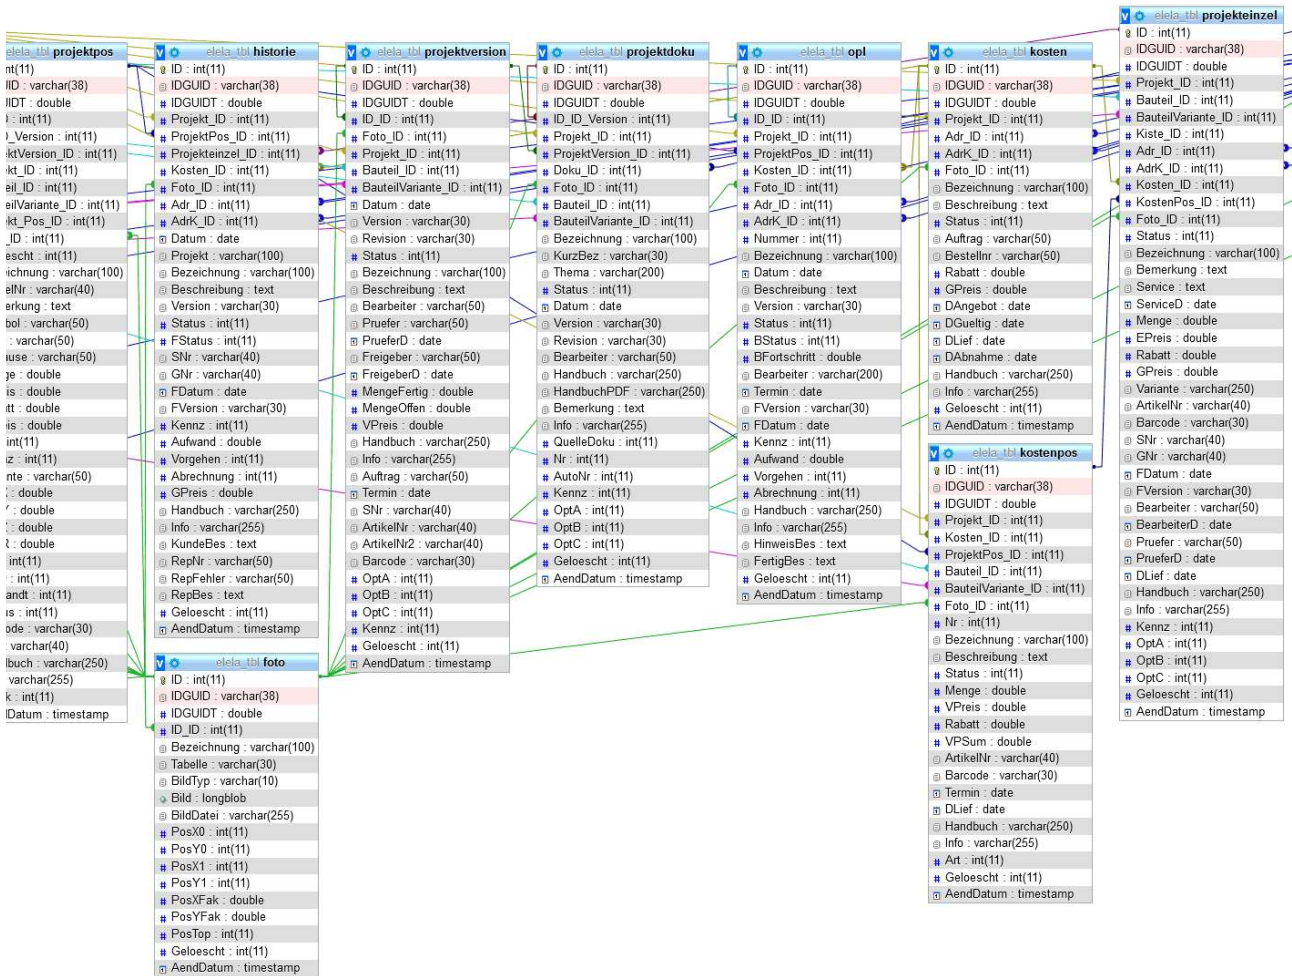 elela_tbl projektpos
int(11)
UID : varchar(38)
UIDT : double
D : int(11)
D_Version : int(11)
ektVersion_ID : int(11)
ekt_ID : int(11)
eil_ID : int(11)
eilVariante_ID : int(11)
ekt_Pos_ID : int(11)
_ID : int(11)
escht : int(11)
eichnung : varchar(100)
elNr : varchar(40)
erkung : text
bol : varchar(50)
: varchar(50)
ause : varchar(50)
ge : double
is : double
tt : double
eis : double
int(11)
nz : int(11)
nte : varchar(50)
: double
Y : double
: double
R : double
int(11)
: int(11)
andt : int(11)
us : int(11)
ode : varchar(30)
varchar(40)
dbuch : varchar(250)
varchar(255)
k : int(11)
dDatum : timestamp
elela_tbl historie
ID : int(11)
IDGUID : varchar(38)
IDGUIDT : double
Projekt_ID : int(11)
ProjektPos_ID : int(11)
Projekteinzel_ID : int(11)
Kosten_ID : int(11)
Foto_ID : int(11)
Adr_ID : int(11)
AdrK_ID : int(11)
Datum : date
Projekt : varchar(100)
Bezeichnung : varchar(100)
Beschreibung : text
Version : varchar(30)
Status : int(11)
FStatus : int(11)
SNr : varchar(40)
GNr : varchar(40)
FDatum : date
FVersion : varchar(30)
Kennz : int(11)
Aufwand : double
Vorgehen : int(11)
Abrechnung : int(11)
GPreis : double
Handbuch : varchar(250)
Info : varchar(255)
KundeBes : text
RepNr : varchar(50)
RepFehler : varchar(50)
RepBes : text
Geloescht : int(11)
AendDatum : timestamp
elela_tbl foto
ID : int(11)
IDGUID : varchar(38)
IDGUIDT : double
ID_ID : int(11)
Bezeichnung : varchar(100)
Tabelle : varchar(30)
BildTyp : varchar(10)
Bild : longblob
BildDatei : varchar(255)
PosX0 : int(11)
PosY0 : int(11)
PosX1 : int(11)
PosY1 : int(11)
PosXFak : double
PosYFak : double
PosTop : int(11)
Geloescht : int(11)
AendDatum : timestamp
elela_tbl projektversion
ID : int(11)
IDGUID : varchar(38)
IDGUIDT : double
ID_ID : int(11)
Foto_ID : int(11)
Projekt_ID : int(11)
Bauteil_ID : int(11)
BauteilVariante_ID : int(11)
Datum : date
Version : varchar(30)
Revision : varchar(30)
Status : int(11)
Bezeichnung : varchar(100)
Beschreibung : text
Bearbeiter : varchar(50)
Pruefer : varchar(50)
PrueferD : date
Freigeber : varchar(50)
FreigeberD : date
MengeFertig : double
MengeOffen : double
VPreis : double
Handbuch : varchar(250)
Info : varchar(255)
Auftrag : varchar(50)
Termin : date
SNr : varchar(40)
ArtikelNr : varchar(40)
ArtikelNr2 : varchar(40)
Barcode : varchar(30)
OptA : int(11)
OptB : int(11)
OptC : int(11)
Kennz : int(11)
Geloescht : int(11)
AendDatum : timestamp
elela_tbl projektdoku
ID : int(11)
IDGUID : varchar(38)
IDGUIDT : double
ID_ID_Version : int(11)
Projekt_ID : int(11)
ProjektVersion_ID : int(11)
Doku_ID : int(11)
Foto_ID : int(11)
Bauteil_ID : int(11)
BauteilVariante_ID : int(11)
Bezeichnung : varchar(100)
KurzBez : varchar(30)
Thema : varchar(200)
Status : int(11)
Datum : date
Version : varchar(30)
Revision : varchar(30)
Bearbeiter : varchar(50)
Handbuch : varchar(250)
HandbuchPDF : varchar(250)
Bemerkung : text
Info : varchar(255)
QuelleDoku : int(11)
Nr : int(11)
AutoNr : int(11)
Kennz : int(11)
OptA : int(11)
OptB : int(11)
OptC : int(11)
Geloescht : int(11)
AendDatum : timestamp
elela_tbl opl
ID : int(11)
IDGUID : varchar(38)
IDGUIDT : double
ID_ID : int(11)
Projekt_ID : int(11)
ProjektPos_ID : int(11)
Kosten_ID : int(11)
Foto_ID : int(11)
Adr_ID : int(11)
AdrK_ID : int(11)
Nummer : int(11)
Bezeichnung : varchar(100)
Datum : date
Beschreibung : text
Version : varchar(30)
Status : int(11)
BStatus : int(11)
BFortschritt : double
Bearbeiter : varchar(200)
Termin : date
FVersion : varchar(30)
FDatum : date
Kennz : int(11)
Aufwand : double
Vorgehen : int(11)
Abrechnung : int(11)
Handbuch : varchar(250)
Info : varchar(255)
HinweisBes : text
FertigBes : text
Geloescht : int(11)
AendDatum : timestamp
elela_tbl kosten
ID : int(11)
IDGUID : varchar(38)
IDGUIDT : double
Projekt_ID : int(11)
Adr_ID : int(11)
AdrK_ID : int(11)
Foto_ID : int(11)
Bezeichnung : varchar(100)
Beschreibung : text
Status : int(11)
Auftrag : varchar(50)
Bestellnr : varchar(50)
Rabatt : double
GPreis : double
DAngebot : date
DGueltig : date
DLief : date
DAbnahme : date
Handbuch : varchar(250)
Info : varchar(255)
Geloescht : int(11)
AendDatum : timestamp
elela_tbl kostenpos
ID : int(11)
IDGUID : varchar(38)
IDGUIDT : double
Projekt_ID : int(11)
Kosten_ID : int(11)
ProjektPos_ID : int(11)
Bauteil_ID : int(11)
BauteilVariante_ID : int(11)
Foto_ID : int(11)
Nr : int(11)
Bezeichnung : varchar(100)
Beschreibung : text
Status : int(11)
Menge : double
VPreis : double
Rabatt : double
VPSum : double
ArtikelNr : varchar(40)
Barcode : varchar(30)
Termin : date
DLief : date
Handbuch : varchar(250)
Info : varchar(255)
Art : int(11)
Geloescht : int(11)
AendDatum : timestamp
elela_tbl projekteinzel
ID : int(11)
IDGUID : varchar(38)
IDGUIDT : double
Projekt_ID : int(11)
Bauteil_ID : int(11)
BauteilVariante_ID : int(11)
Kiste_ID : int(11)
Adr_ID : int(11)
AdrK_ID : int(11)
Kosten_ID : int(11)
KostenPos_ID : int(11)
Foto_ID : int(11)
Status : int(11)
Bezeichnung : varchar(100)
Bemerkung : text
Service : text
ServiceD : date
Menge : double
EPreis : double
Rabatt : double
GPreis : double
Variante : varchar(250)
ArtikelNr : varchar(40)
Barcode : varchar(30)
SNr : varchar(40)
GNr : varchar(40)
FDatum : date
FVersion : varchar(30)
Bearbeiter : varchar(50)
BearbeiterD : date
Pruefer : varchar(50)
PrueferD : date
DLief : date
Handbuch : varchar(250)
Info : varchar(255)
Kennz : int(11)
OptA : int(11)
OptB : int(11)
OptC : int(11)
Geloescht : int(11)
AendDatum : timestamp